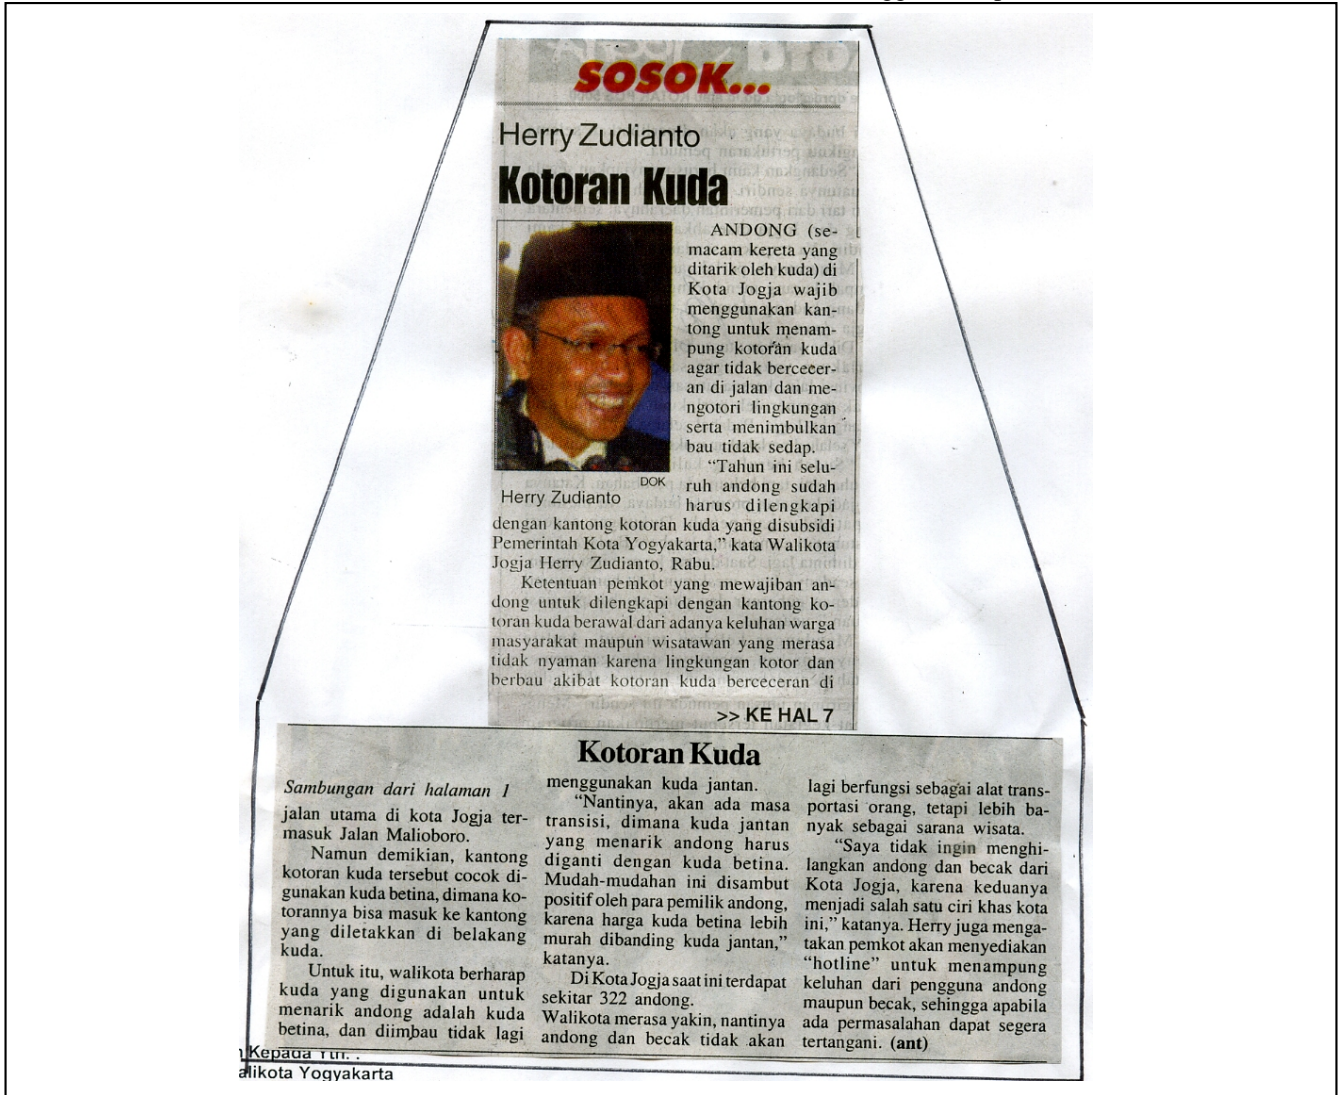 SOSOK...
Herry Zudianto
Kotoran Kuda
ANDONG (se-
macam kereta yang
ditarik oleh kuda) di
Kota Jogja wajib
menggunakan kan-
tong untuk menam-
pung kotoran kuda
agar tidak bercecer-
an di jalan dan me-
ngotori lingkungan
serta menimbulkan
bau tidak sedap.
“Tahun ini selu-
ruh andong sudah
harus dilengkapi
DOK
Herry Zudianto
dengan kantong kotoran kuda yang disubsidi
Pemerintah Kota Yogyakarta,” kata Walikota
Jogja Herry Zudianto, Rabu.
Ketentuan pemkot yang mewajiban an-
dong untuk dilengkapi dengan kantong ko-
toran kuda berawal dari adanya keluhan warga
masyarakat maupun wisatawan yang merasa
tidak nyaman karena lingkungan kotor dan
berbau akibat kotoran kuda berceceran di
>> KE HAL 7
Kotoran Kuda
Sambungan dari halaman 1
jalan utama di kota Jogja ter-
masuk Jalan Malioboro.
Namun demikian, kantong
kotoran kuda tersebut cocok di-
gunakan kuda betina, dimana ko-
torannya bisa masuk ke kantong
yang diletakkan di belakang
kuda.
Untuk itu, walikota berharap
kuda yang digunakan untuk
menarik andong adalah kuda
betina, dan diimbau tidak lagi
menggunakan kuda jantan.
“Nantinya, akan ada masa
transisi, dimana kuda jantan
yang menarik andong harus
diganti dengan kuda betina.
Mudah-mudahan ini disambut
positif oleh para pemilik andong,
karena harga kuda betina lebih
murah dibanding kuda jantan,”
katanya.
Di Kota Jogja saat ini terdapat
sekitar 322 andong.
Walikota merasa yakin, nantinya
andong dan becak tidak akan
lagi berfungsi sebagai alat trans-
portasi orang, tetapi lebih ba-
nyak sebagai sarana wisata.
“Saya tidak ingin menghi-
langkan andong dan becak dari
Kota Jogja, karena keduanya
menjadi salah satu ciri khas kota
ini,” katanya. Herry juga menga-
takan pemkot akan menyediakan
“hotline” untuk menampung
keluhan dari pengguna andong
maupun becak, sehingga apabila
ada permasalahan dapat segera
tertangani. (ant)
Kepada Yth. :
alikota Yogyakarta